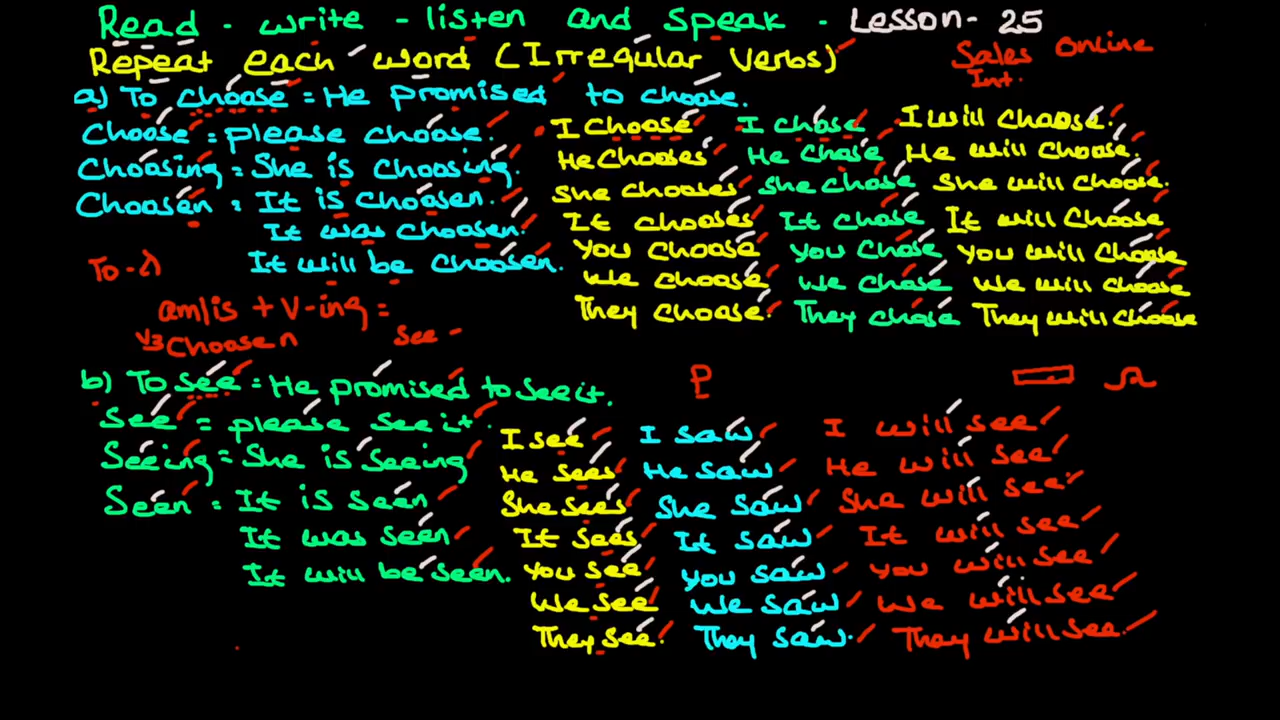 Read - write - listen and speak - Lesson- 25
Repeat each word (Irregular Verbs)
Sales Online
Int.
a) To choose = He promised to choose.
Choose = please choose.
Choosing = She is choosing.
Choosen = It is choosen.
It was choosen.
It will be choosen.
I Choose I chose I will choose.
He Chooses He chose He will choose.
She chooses She chose She will choose.
It chooses It chose It will choose
You choose You chose You will choose
We choose We chose We will choose
They choose. They chose They will choose
To - λ
am/is + V-ing =
V3 Choosen
See -
b) To see = He promised to see it.
See = please see it.
Seeing = She is seeing
Seen = It is seen
It was seen
It will be seen.
P
I see I saw I will see
He sees He saw He will see
She sees She saw She will see
It sees It saw It will see
You see You saw You will see
We see We saw We will see
They see. They saw. They will see.